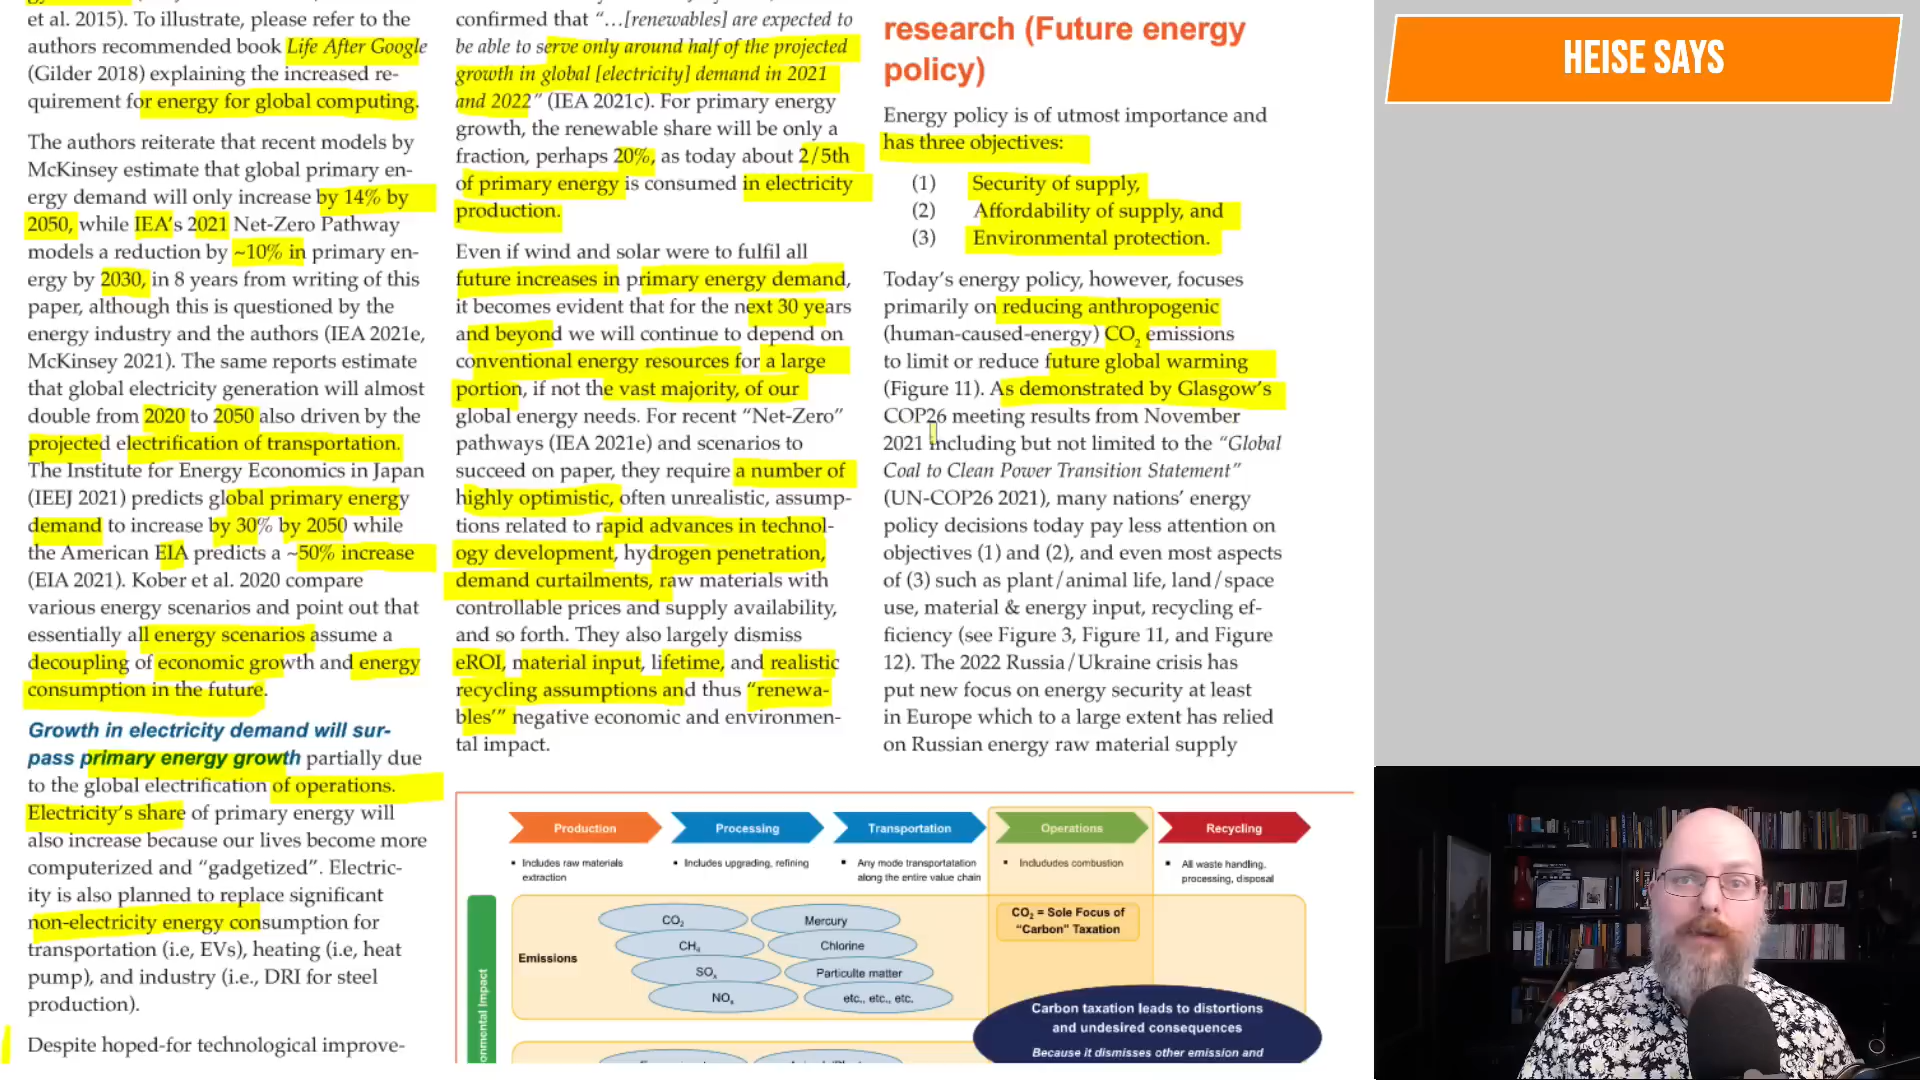 et al. 2015). To illustrate, please refer to the
authors recommended book Life After Google
(Gilder 2018) explaining the increased re-
quirement for energy for global computing.
The authors reiterate that recent models by
McKinsey estimate that global primary en-
ergy demand will only increase by 14% by
2050, while IEA's 2021 Net-Zero Pathway
models a reduction by ~10% in primary en-
ergy by 2030, in 8 years from writing of this
paper, although this is questioned by the
energy industry and the authors (IEA 2021e,
McKinsey 2021). The same reports estimate
that global electricity generation will almost
double from 2020 to 2050 also driven by the
projected electrification of transportation.
The Institute for Energy Economics in Japan
(IEEJ 2021) predicts global primary energy
demand to increase by 30% by 2050 while
the American EIA predicts a ~50% increase
(EIA 2021). Kober et al. 2020 compare
various energy scenarios and point out that
essentially all energy scenarios assume a
decoupling of economic growth and energy
consumption in the future.
Growth in electricity demand will sur-
pass primary energy growth partially due
to the global electrification of operations.
Electricity's share of primary energy will
also increase because our lives become more
computerized and “gadgetized”. Electric-
ity is also planned to replace significant
non-electricity energy consumption for
transportation (i.e, EVs), heating (i.e, heat
pump), and industry (i.e., DRI for steel
production).
Despite hoped-for technological improve-
confirmed that “…[renewables] are expected to
be able to serve only around half of the projected
growth in global [electricity] demand in 2021
and 2022” (IEA 2021c). For primary energy
growth, the renewable share will be only a
fraction, perhaps 20%, as today about 2/5th
of primary energy is consumed in electricity
production.
Even if wind and solar were to fulfil all
future increases in primary energy demand,
it becomes evident that for the next 30 years
and beyond we will continue to depend on
conventional energy resources for a large
portion, if not the vast majority, of our
global energy needs. For recent “Net-Zero”
pathways (IEA 2021e) and scenarios to
succeed on paper, they require a number of
highly optimistic, often unrealistic, assump-
tions related to rapid advances in technol-
ogy development, hydrogen penetration,
demand curtailments, raw materials with
controllable prices and supply availability,
and so forth. They also largely dismiss
eROI, material input, lifetime, and realistic
recycling assumptions and thus “renewa-
bles'” negative economic and environmen-
tal impact.
research (Future energy
policy)
Energy policy is of utmost importance and
has three objectives:
(1) Security of supply,
(2) Affordability of supply, and
(3) Environmental protection.
Today's energy policy, however, focuses
primarily on reducing anthropogenic
(human-caused-energy) CO₂ emissions
to limit or reduce future global warming
(Figure 11). As demonstrated by Glasgow's
COP26 meeting results from November
2021 including but not limited to the “Global
Coal to Clean Power Transition Statement”
(UN-COP26 2021), many nations' energy
policy decisions today pay less attention on
objectives (1) and (2), and even most aspects
of (3) such as plant/animal life, land/space
use, material & energy input, recycling ef-
ficiency (see Figure 3, Figure 11, and Figure
12). The 2022 Russia/Ukraine crisis has
put new focus on energy security at least
in Europe which to a large extent has relied
on Russian energy raw material supply
Production
Processing
Transportation
Operations
Recycling
▪ Includes raw materials
extraction
▪ Includes upgrading, refining
▪ Any mode transportatation
along the entire value chain
▪ Includudes combustion
▪ All waste handling,
processing, disposal
Emissions
CO₂
Mercury
CH₄
Chlorine
SOₓ
Particulte matter
NOₓ
etc., etc., etc.
CO₂ = Sole Focus of
“Carbon” Taxation
Carbon taxation leads to distortions
and undesired consequences
Because it dismisses other emission and
HEISE SAYS